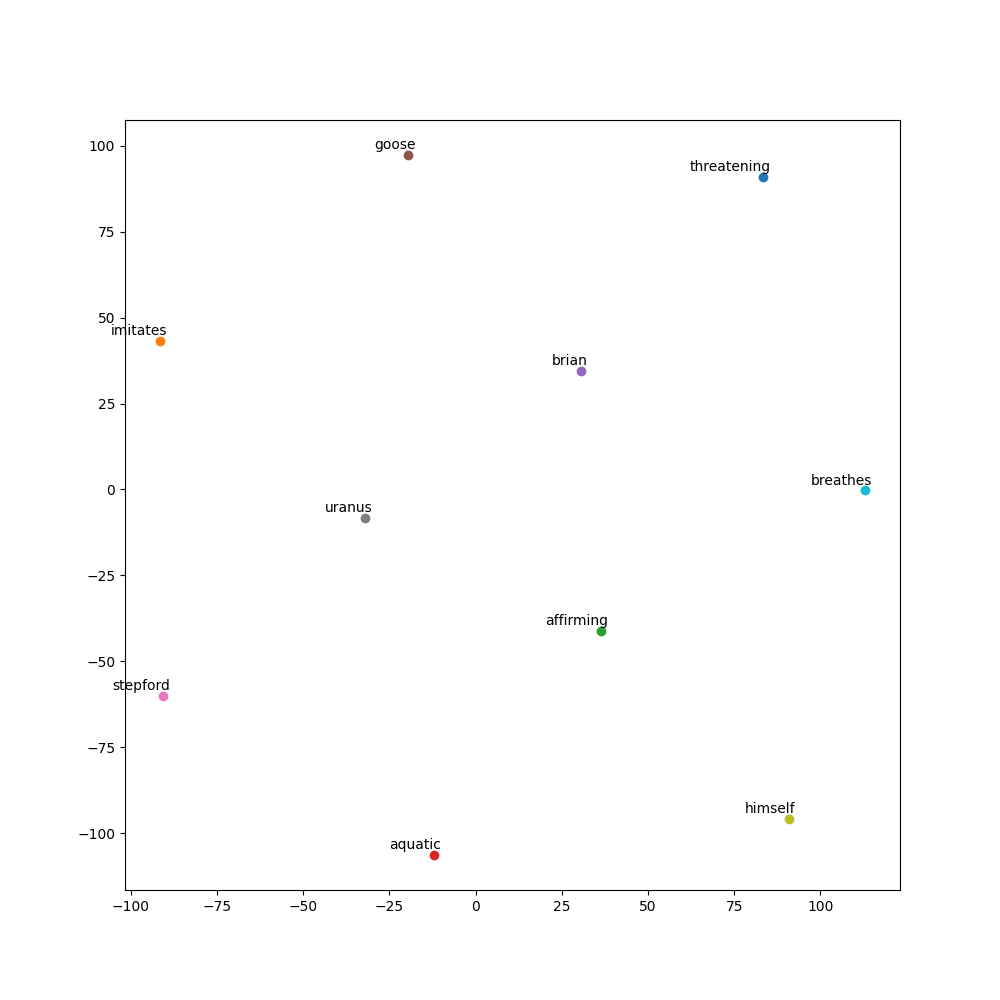 goose
threatening
imitates
brian
breathes
uranus
affirming
stepford
himself
aquatic
100
75
50
25
0
−25
−50
−75
−100
−100 −75 −50 −25 0 25 50 75 100